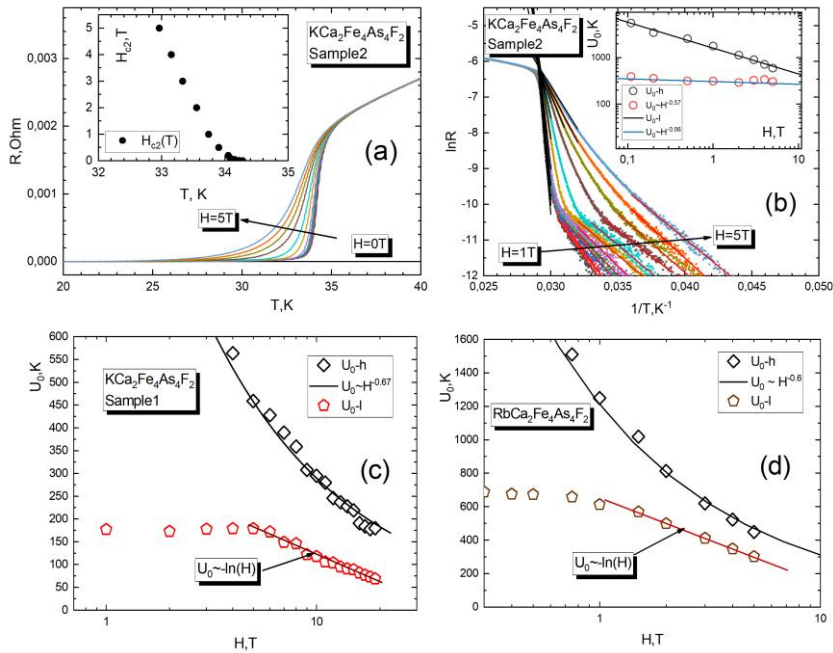 (a)
KCa2Fe4As4F2
Sample2
Hc2,T
5
4
3
2
1
0
Hc2(T)
32 33 34 35
T, K
R,Ohm
0,003
0,002
0,001
0,000
H=5T
H=0T
20 25 30 35 40
T,K
(b)
KCa2Fe4As4F2
Sample2
U0,K
1000
100
U0-h
U0~H-0.57
U0-l
U0~H-0.06
H,T
0,1 1 10
lnR
-5
-6
-7
-8
-9
-10
-11
-12
H=1T
H=5T
0,025 0,030 0,035 0,040 0,045 0,050
1/T,K-1
(c)
KCa2Fe4As4F2
Sample1
U0-h
U0~H-0.67
U0-l
U0,K
600
550
500
450
400
350
300
250
200
150
100
50
0
U0~-ln(H)
1 10
H,T
(d)
RbCa2Fe4As4F2
U0-h
U0 ~ H-0.6
U0-l
U0,K
1600
1400
1200
1000
800
600
400
200
0
U0~-ln(H)
1 10
H,T